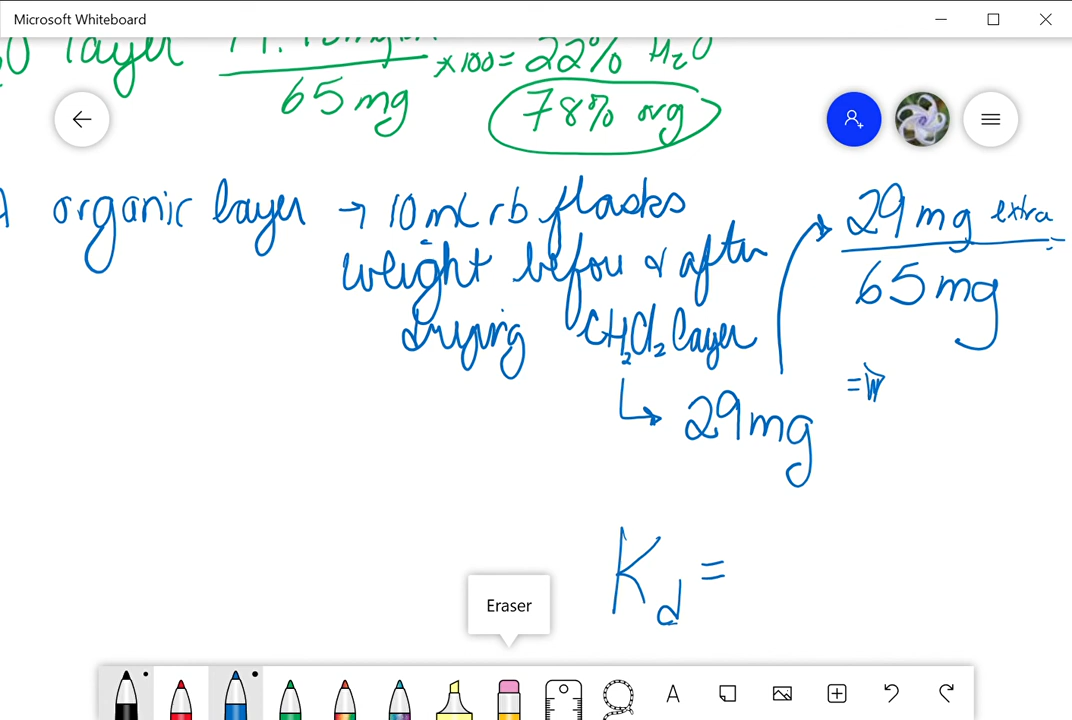 Microsoft Whiteboard
layer
65 mg
×100 = 22% H2O
78% org
organic layer → 10 mL rb flasks
weight before & after
drying CH2Cl2 layer
↳ 29 mg
29 mg extra
65 mg
=
Kd =
Eraser
A